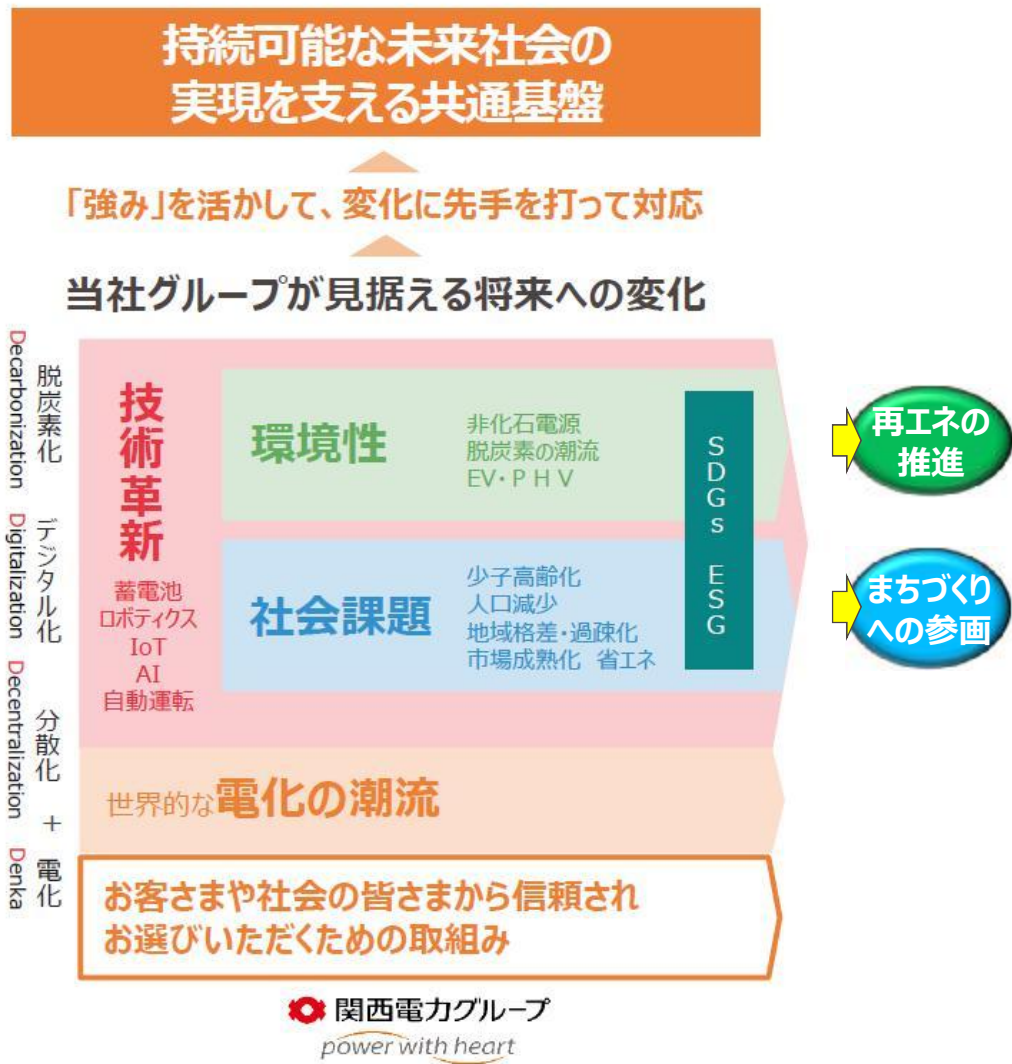 持続可能な未来社会の
実現を支える共通基盤
「強み」を活かして、変化に先手を打って対応
当社グループが見据える将来への変化
Decarbonization
脱炭素化
Digitalization
デジタル化
Decentralization
分散化
+
Denka
電化
技術革新
蓄電池
ロボティクス
IoT
AI
自動運転
環境性
非化石電源
脱炭素の潮流
EV・PHV
社会課題
少子高齢化
人口減少
地域格差・過疎化
市場成熟化 省エネ
SDGs ESG
再エネの
推進
まちづくり
への参画
世界的な電化の潮流
お客さまや社会の皆さまから信頼され
お選びいただくための取組み
関西電力グループ
power with heart